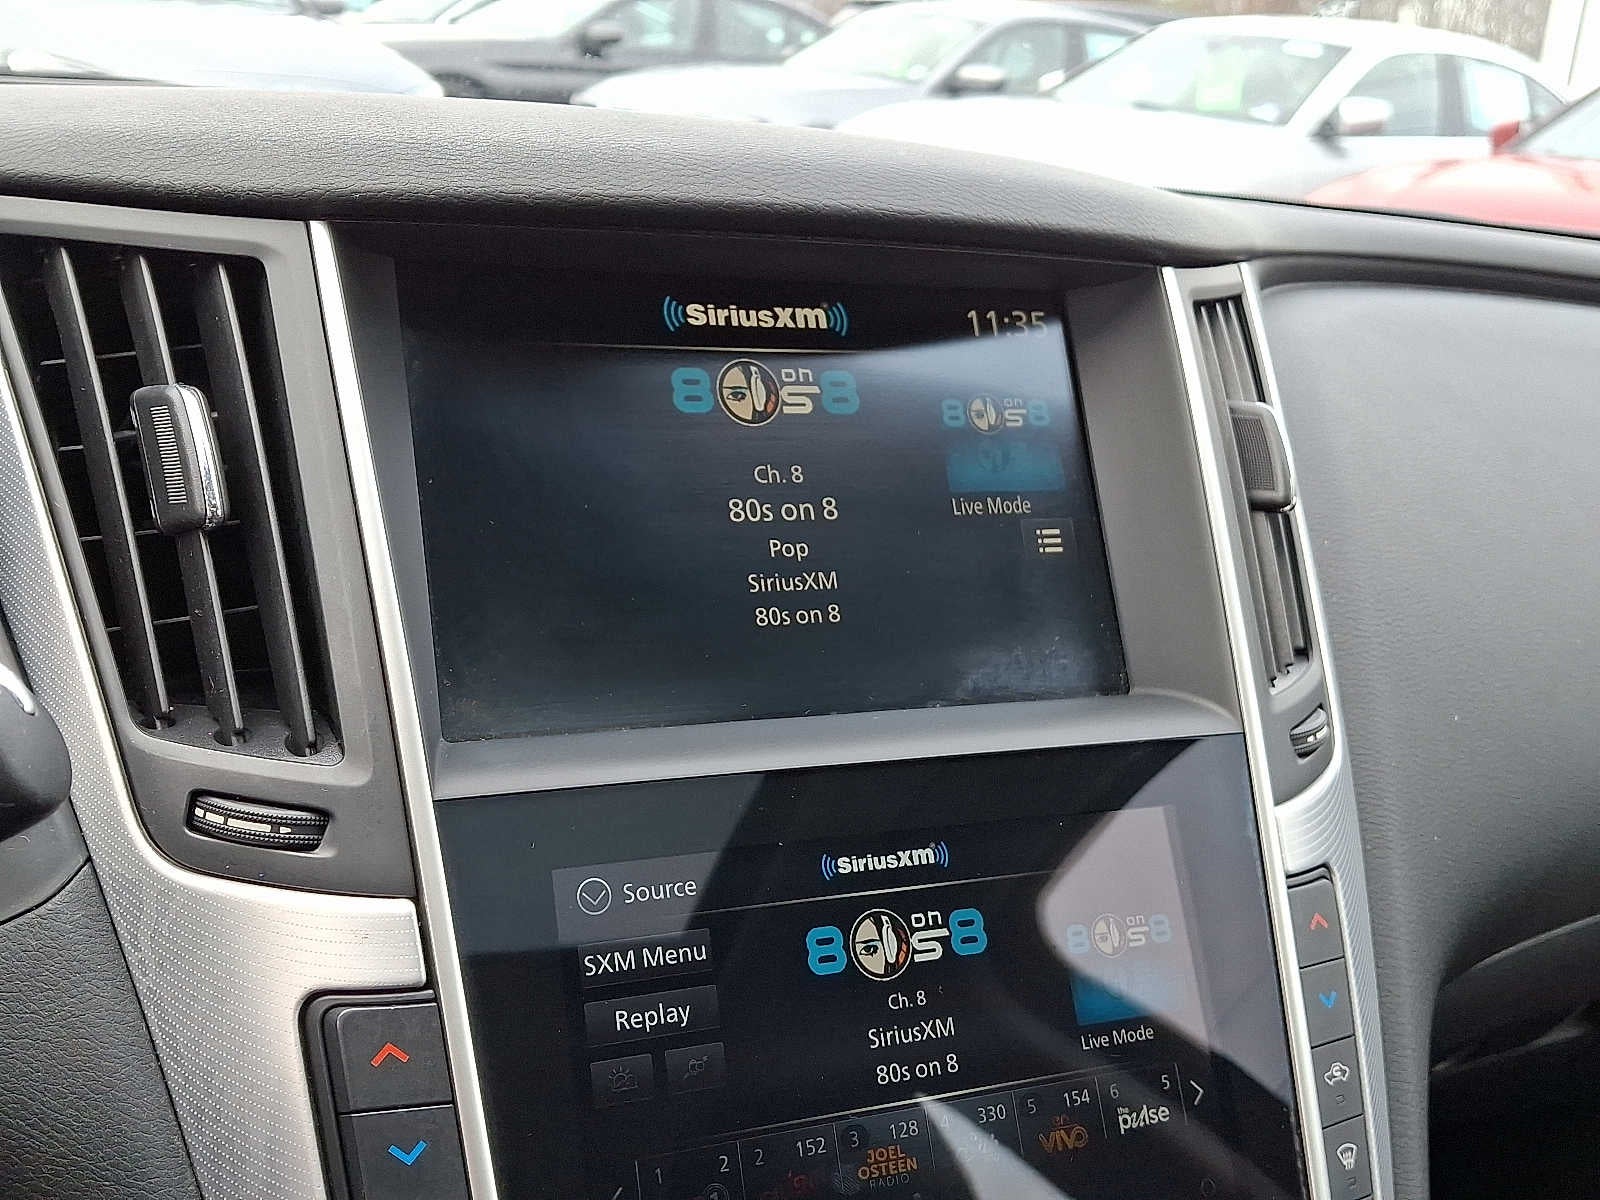 SiriusXM
11:35
80s on 8
80s on 8
Ch. 8
80s on 8
Live Mode
Pop
SiriusXM
80s on 8
SiriusXM
Source
80s on 8
80s on 8
SXM Menu
Ch. 8
Replay
SiriusXM
Live Mode
80s on 8
1 2
2 152
3 128
JOEL
OSTEEN
RADIO
4 330
5 154
en
VIVO
6 5
the
pulse